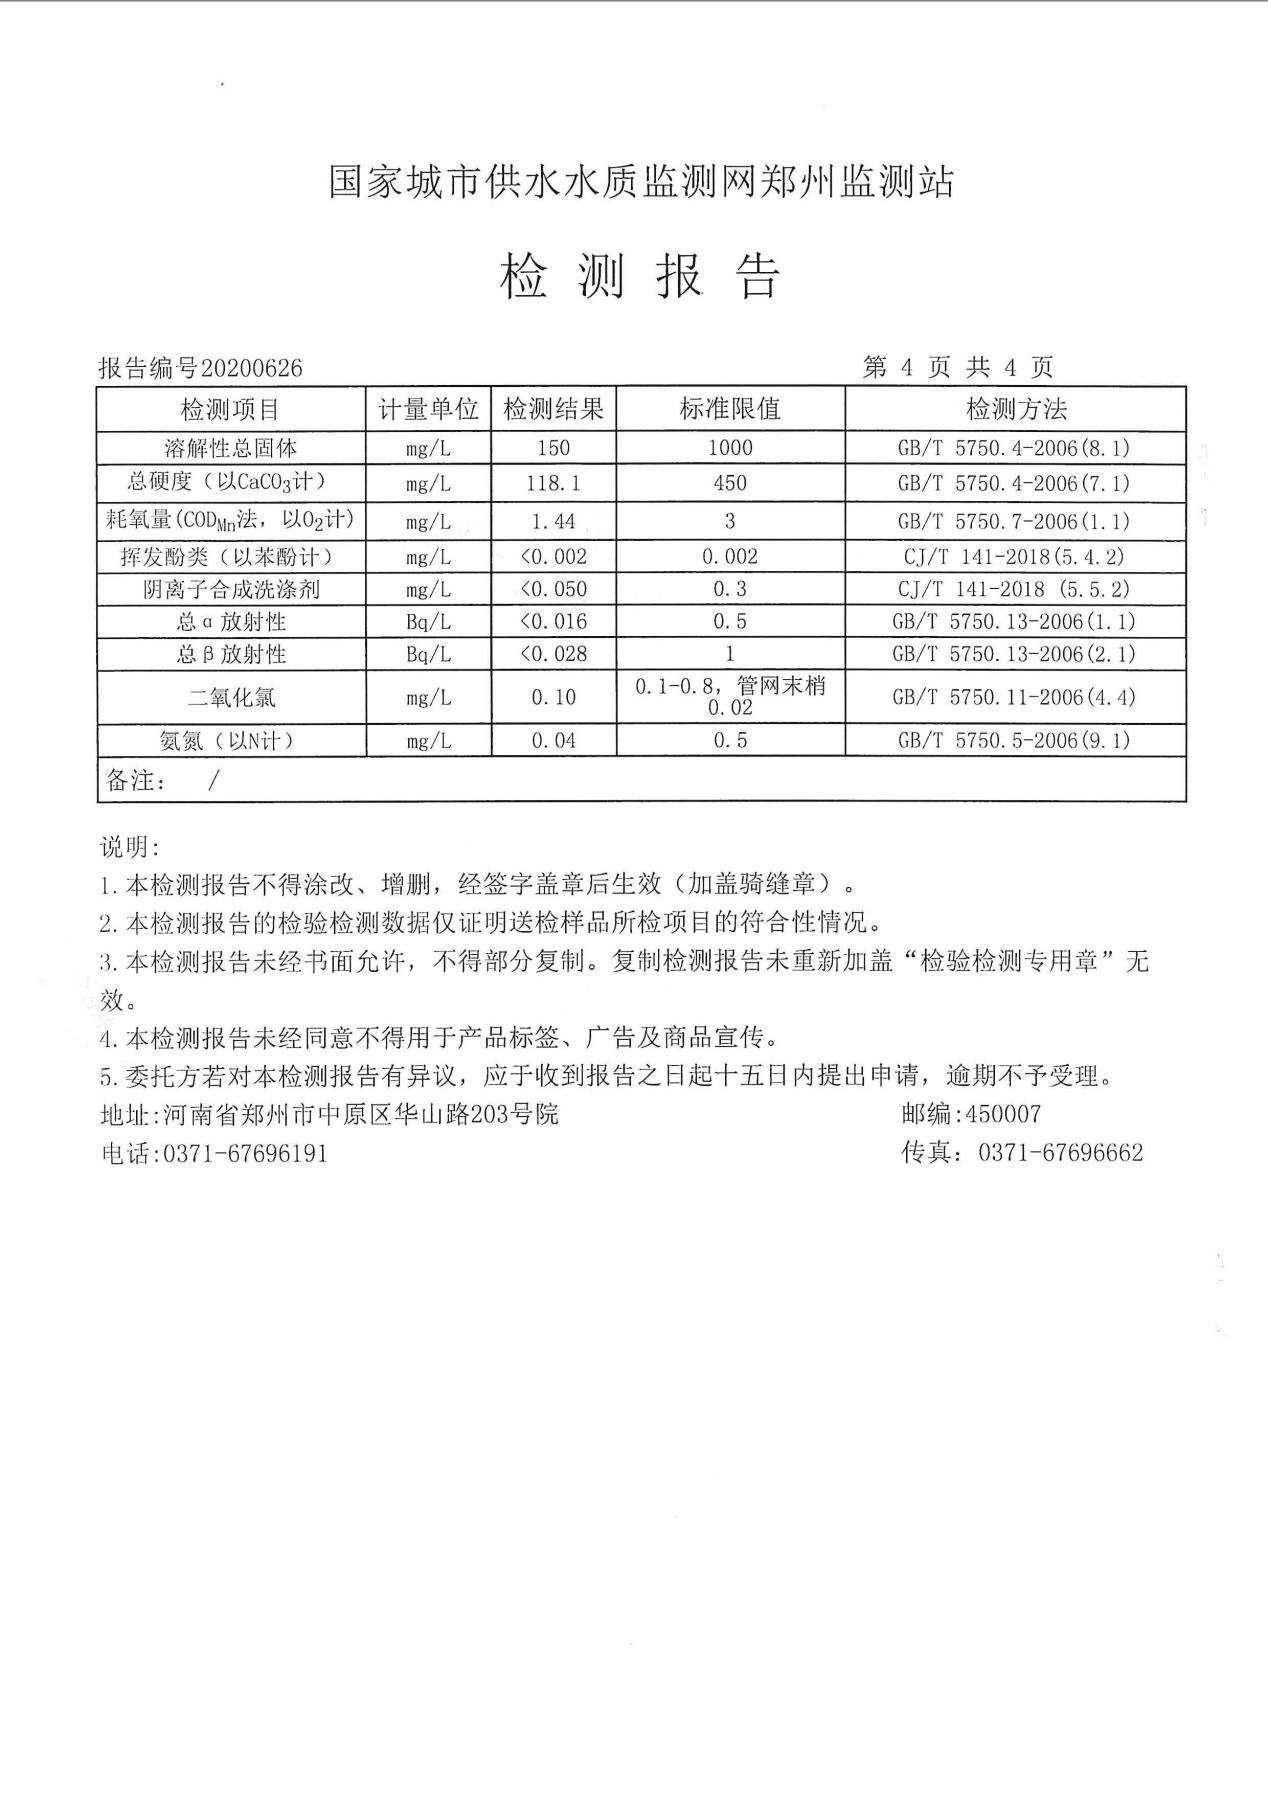 国家城市供水水质监测网郑州监测站
检 测 报 告
报告编号20200626 第 4 页 共 4 页
检测项目 计量单位 检测结果 标准限值 检测方法
溶解性总固体 mg/L 150 1000 GB/T 5750.4-2006(8.1)
总硬度（以CaCO3计） mg/L 118.1 450 GB/T 5750.4-2006(7.1)
耗氧量(CODMn法，以O2计) mg/L 1.44 3 GB/T 5750.7-2006(1.1)
挥发酚类（以苯酚计） mg/L <0.002 0.002 CJ/T 141-2018(5.4.2)
阴离子合成洗涤剂 mg/L <0.050 0.3 CJ/T 141-2018 (5.5.2)
总α放射性 Bq/L <0.016 0.5 GB/T 5750.13-2006(1.1)
总β放射性 Bq/L <0.028 1 GB/T 5750.13-2006(2.1)
二氧化氯 mg/L 0.10 0.1-0.8，管网末梢 0.02 GB/T 5750.11-2006(4.4)
氨氮（以N计） mg/L 0.04 0.5 GB/T 5750.5-2006(9.1)
备注： /
说明:
1.本检测报告不得涂改、增删，经签字盖章后生效（加盖骑缝章）。
2.本检测报告的检验检测数据仅证明送检样品所检项目的符合性情况。
3.本检测报告未经书面允许，不得部分复制。复制检测报告未重新加盖“检验检测专用章”无
效。
4.本检测报告未经同意不得用于产品标签、广告及商品宣传。
5.委托方若对本检测报告有异议，应于收到报告之日起十五日内提出申请，逾期不予受理。
地址:河南省郑州市中原区华山路203号院 邮编:450007
电话:0371-67696191 传真：0371-67696662